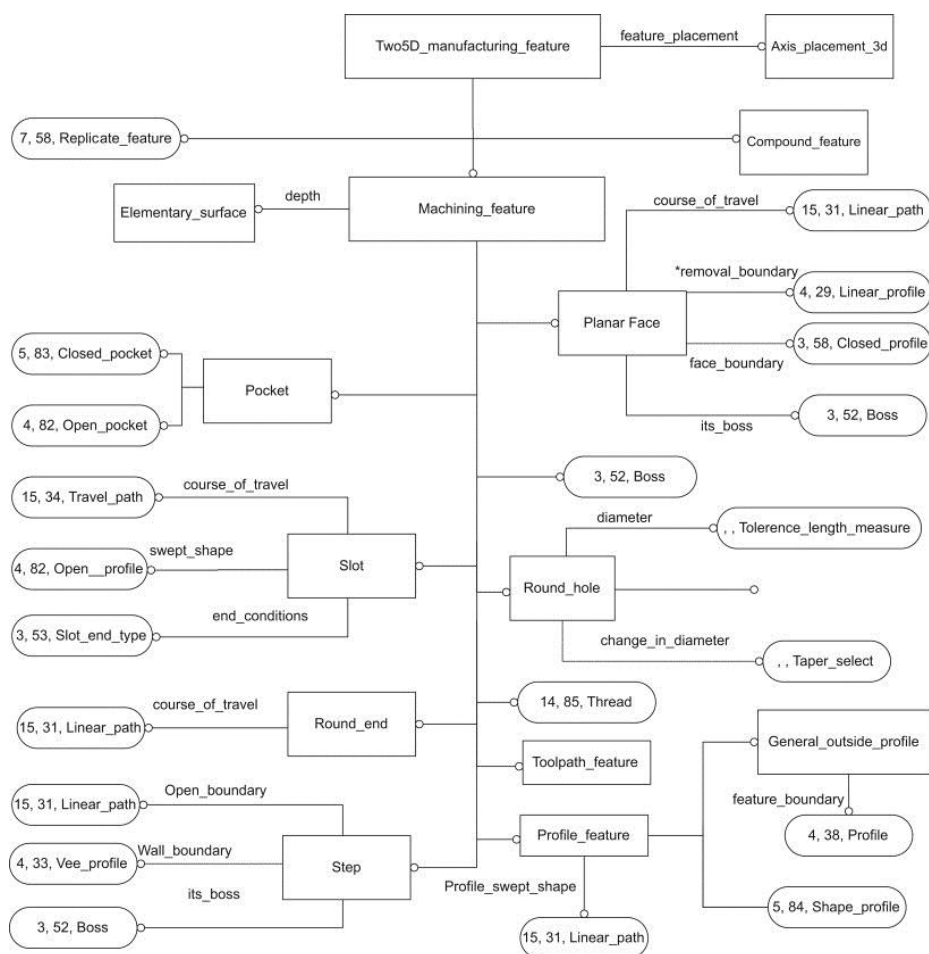 feature_placement
Two5D_manufacturing_feature
Axis_placement_3d
7, 58, Replicate_feature
Compound_feature
depth
Elementary_surface
Machining_feature
course_of_travel
15, 31, Linear_path
*removal_boundary
4, 29, Linear_profile
Planar Face
5, 83, Closed_pocket
3, 58, Closed_profile
face_boundary
Pocket
4, 82, Open_pocket
3, 52, Boss
its_boss
3, 52, Boss
course_of_travel
15, 34, Travel_path
diameter
, , Tolerence_length_measure
swept_shape
4, 82, Open__profile
Slot
Round_hole
end_conditions
3, 53, Slot_end_type
change_in_diameter
, , Taper_select
14, 85, Thread
course_of_travel
15, 31, Linear_path
Round_end
General_outside_profile
Toolpath_feature
Open_boundary
15, 31, Linear_path
feature_boundary
Profile_feature
4, 38, Profile
Wall_boundary
4, 33, Vee_profile
Step
Profile_swept_shape
its_boss
5, 84, Shape_profile
3, 52, Boss
15, 31, Linear_path